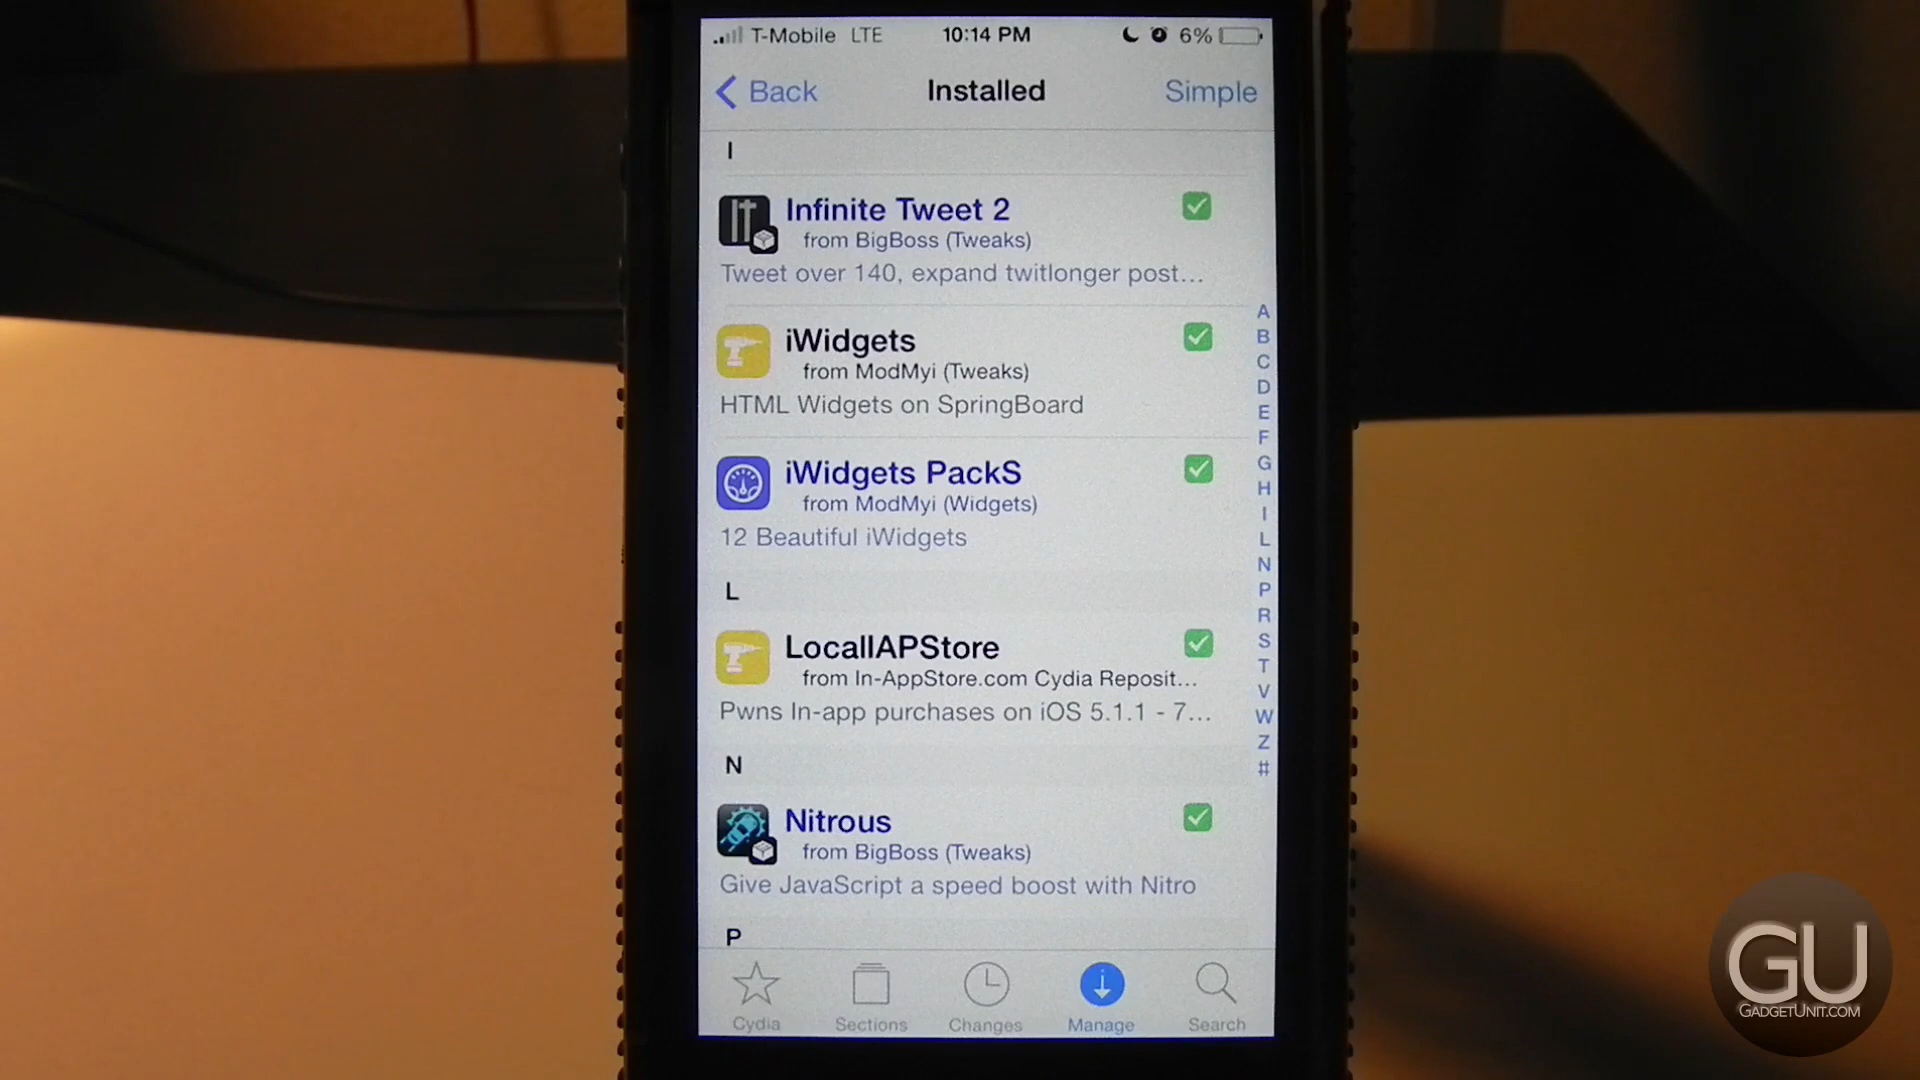 T-Mobile LTE 10:14 PM 6%
Back Installed Simple
I
Infinite Tweet 2
from BigBoss (Tweaks)
Tweet over 140, expand twitlonger post...
iWidgets
from ModMyi (Tweaks)
HTML Widgets on SpringBoard
iWidgets PackS
from ModMyi (Widgets)
12 Beautiful iWidgets
L
LocalIAPStore
from In-AppStore.com Cydia Reposit...
Pwns In-app purchases on iOS 5.1.1 - 7...
N
Nitrous
from BigBoss (Tweaks)
Give JavaScript a speed boost with Nitro
P
A
B
C
D
E
F
G
H
I
L
N
P
R
S
T
V
W
Z
#
Cydia Sections Changes Manage Search
GU
GADGETUNIT.COM